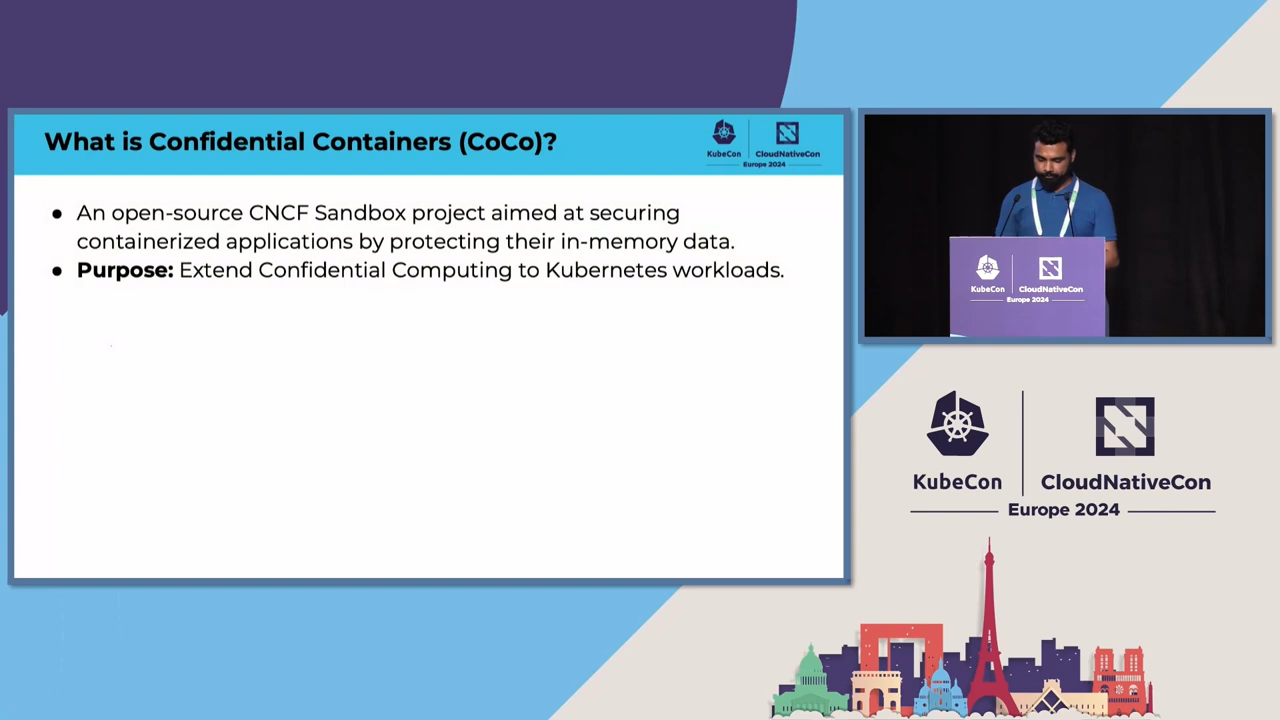 What is Confidential Containers (CoCo)?
KubeCon
CloudNativeCon
Europe 2024
● An open-source CNCF Sandbox project aimed at securing
containerized applications by protecting their in-memory data.
● Purpose: Extend Confidential Computing to Kubernetes workloads.
KubeCon
CloudNativeCon
Europe 2024
KubeCon
CloudNativeCon
Europe 2024